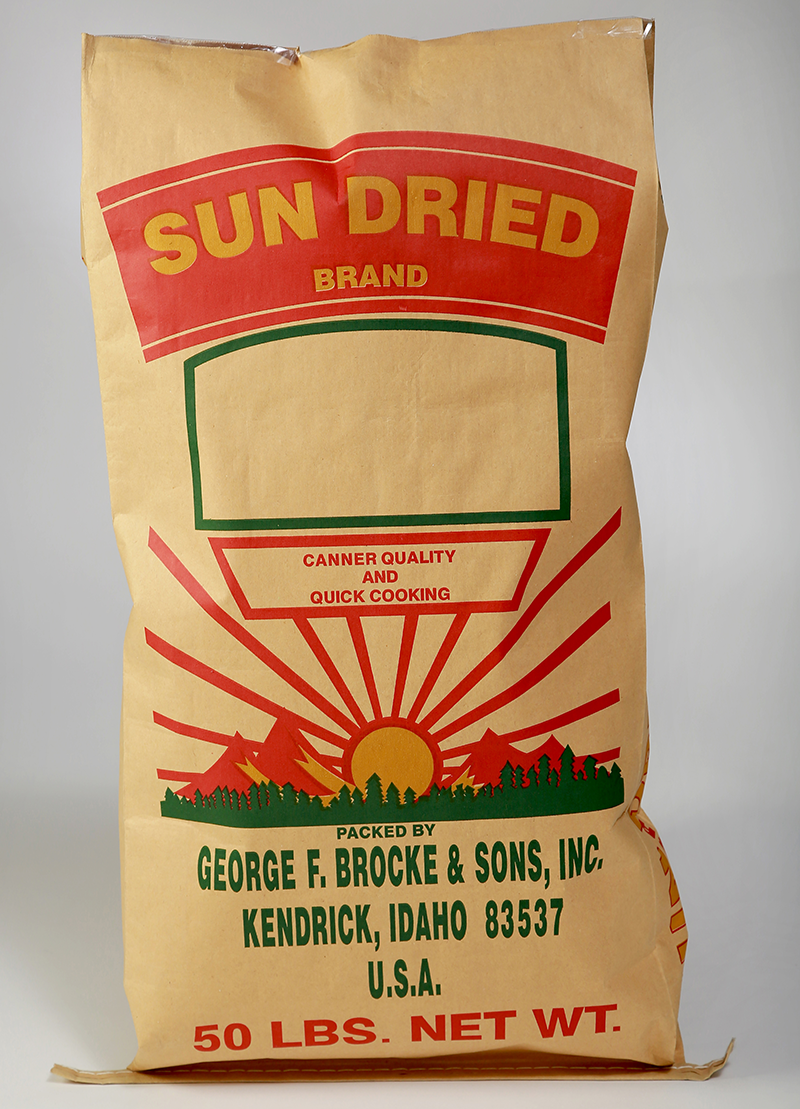 SUN DRIED
BRAND
CANNER QUALITY
AND
QUICK COOKING
PACKED BY
GEORGE F. BROCKE & SONS, INC.
KENDRICK, IDAHO 83537
U.S.A.
50 LBS. NET WT.